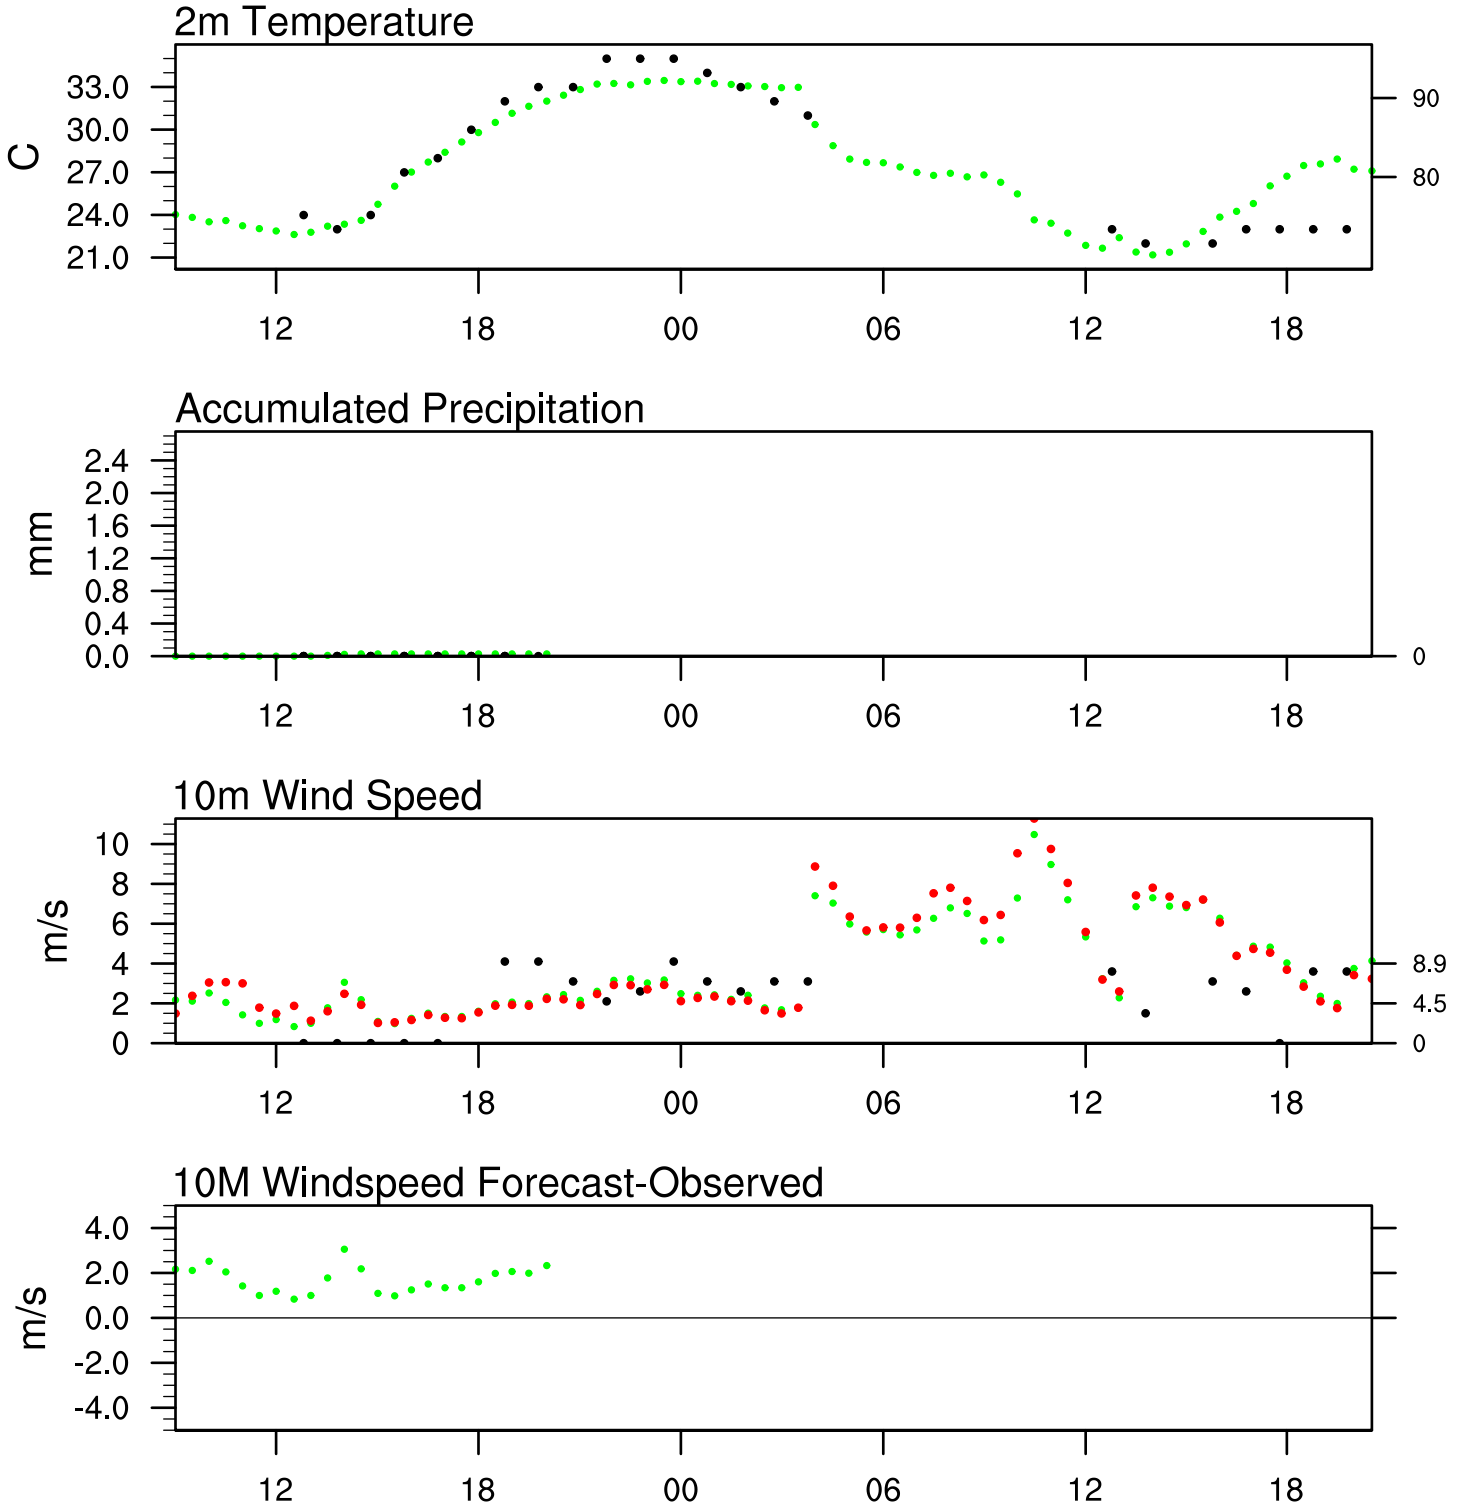 2m Temperature
C
33.0
30.0
27.0
24.0
21.0
90
80
12 18 00 06 12 18
Accumulated Precipitation
mm
2.4
2.0
1.6
1.2
0.8
0.4
0.0
0
12 18 00 06 12 18
10m Wind Speed
m/s
10
8
6
4
2
0
8.9
4.5
0
12 18 00 06 12 18
10M Windspeed Forecast-Observed
m/s
4.0
2.0
0.0
-2.0
-4.0
12 18 00 06 12 18